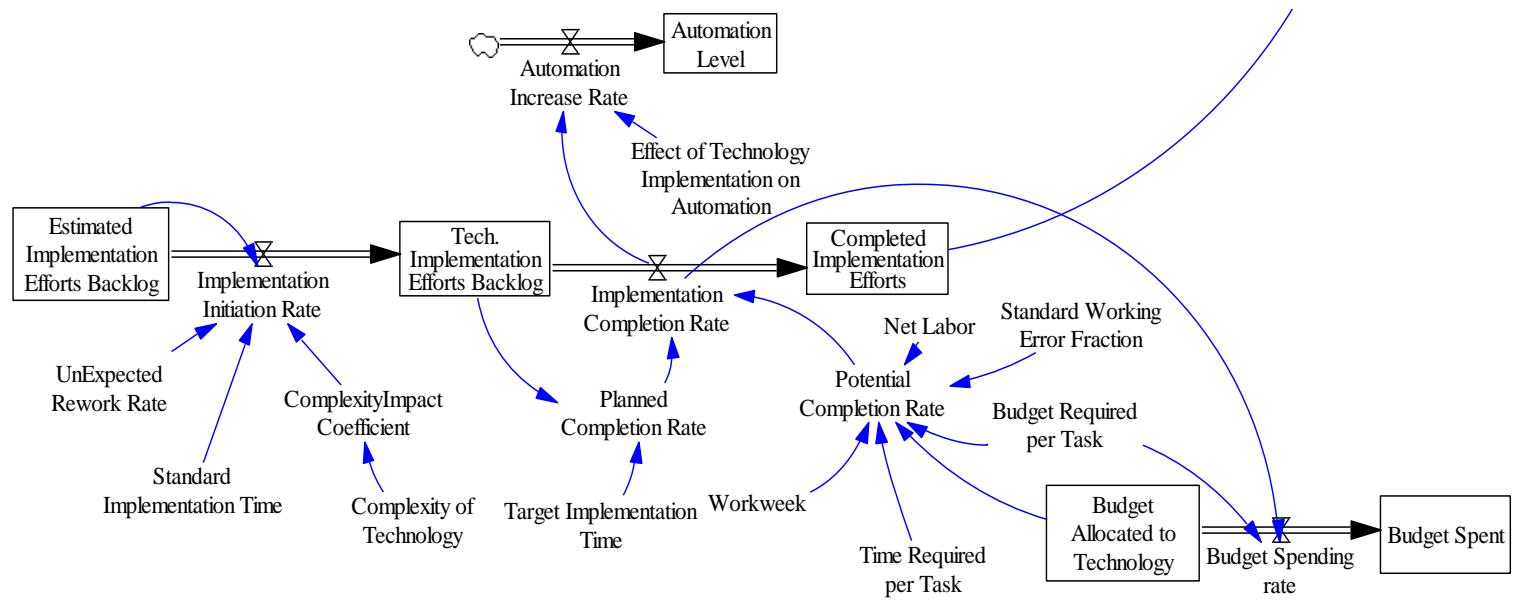 Automation
Level
Automation
Increase Rate
Effect of Technology
Implementation on
Automation
Estimated
Implementation
Efforts Backlog
Implementation
Initiation Rate
Tech.
Implementation
Efforts Backlog
Implementation
Completion Rate
Completed
Implementation
Efforts
Net Labor
Standard Working
Error Fraction
UnExpected
Rework Rate
ComplexityImpact
Coefficient
Planned
Completion Rate
Potential
Completion Rate
Budget Required
per Task
Standard
Implementation Time
Complexity of
Technology
Target Implementation
Time
Workweek
Time Required
per Task
Budget
Allocated to
Technology
Budget Spending
rate
Budget Spent